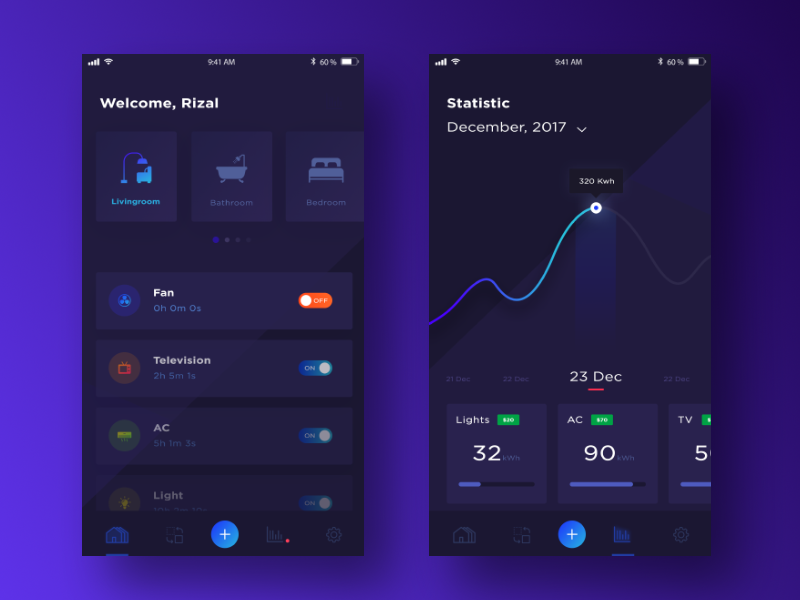 9:41 AM
60 %
Welcome, Rizal
Livingroom
Bathroom
Bedroom
Fan
0h 0m 0s
OFF
Television
2h 5m 1s
ON
AC
5h 1m 3s
ON
Light
ON
9:41 AM
60 %
Statistic
December, 2017
320 Kwh
21 Dec
22 Dec
23 Dec
22 Dec
Lights
$20
32 kWh
AC
$70
90 kWh
TV
5